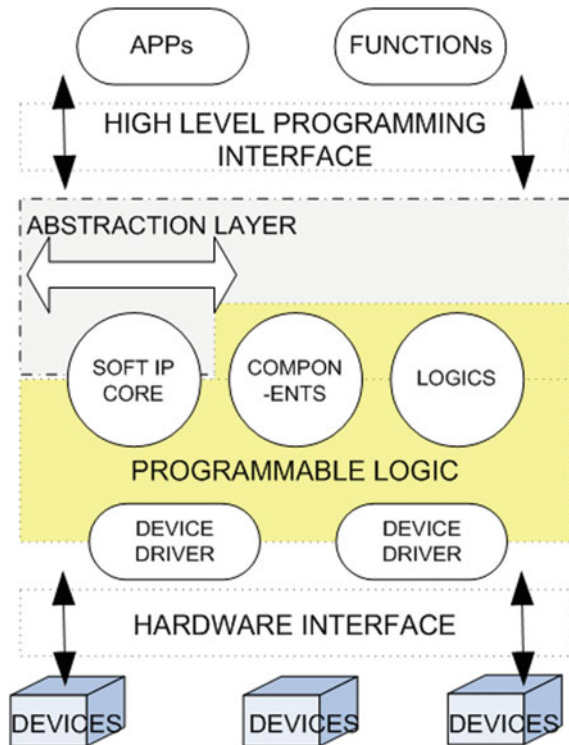 APPs
FUNCTIONs
HIGH LEVEL PROGRAMMING
INTERFACE
ABSTRACTION LAYER
SOFT IP
CORE
COMPON
-ENTS
LOGICS
PROGRAMMABLE LOGIC
DEVICE
DRIVER
DEVICE
DRIVER
HARDWARE INTERFACE
DEVICES
DEVICES
DEVICES